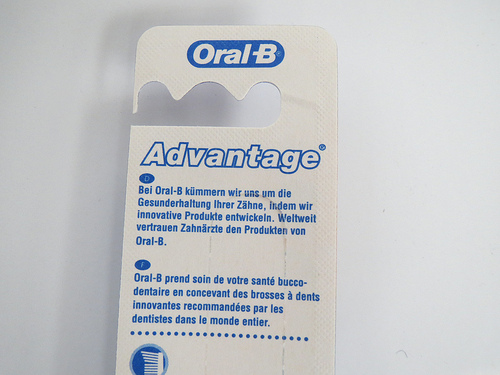 Oral-B
Advantage®
D
Bei Oral-B kümmern wir uns um die
Gesunderhaltung Ihrer Zähne, indem wir
innovative Produkte entwickeln. Weltweit
vertrauen Zahnärzte den Produkten von
Oral-B.
F
Oral-B prend soin de votre santé bucco-
dentaire en concevant des brosses à dents
innovantes recommandées par les
dentistes dans le monde entier.